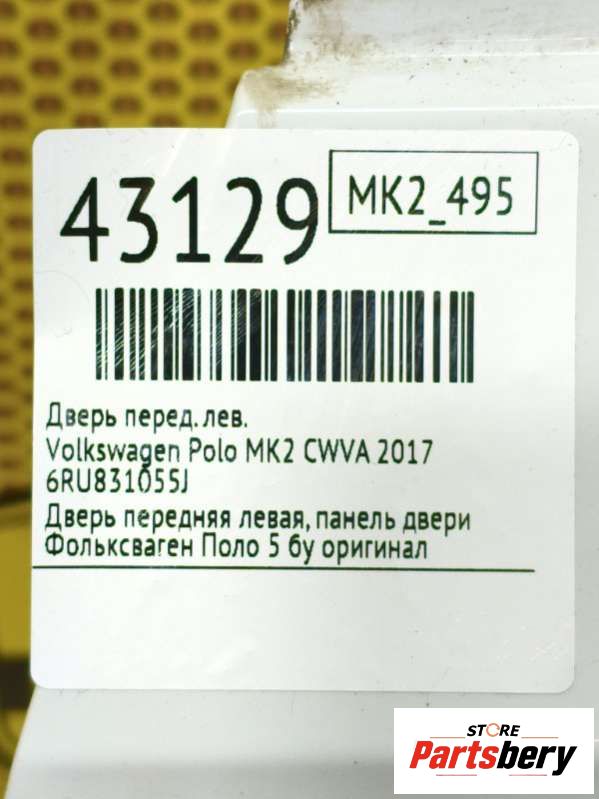 43129
MK2_495
Дверь перед. лев.
Volkswagen Polo MK2 CWVA 2017
6RU831055J
Дверь передняя левая, панель двери
Фольксваген Поло 5 бу оригинал
STORE
Partsbery